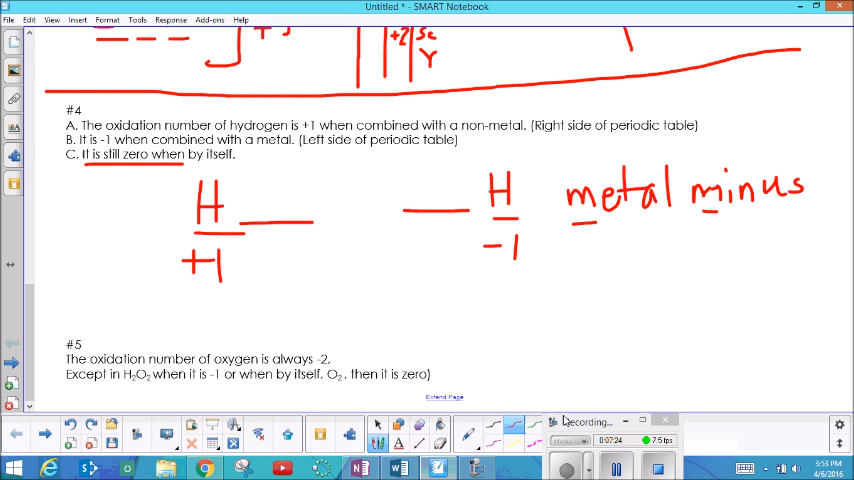 Untitled * - SMART Notebook
File Edit View Insert Format Tools Response Add-ons Help
+2 Sc
Y
#4
A. The oxidation number of hydrogen is +1 when combined with a non-metal. (Right side of periodic table)
B. It is -1 when combined with a metal. (Left side of periodic table)
C. It is still zero when by itself.
H H metal minus
+1 -1
#5
The oxidation number of oxygen is always -2,
Except in H₂O₂ when it is -1 or when by itself, O₂ , then it is zero)
Extend Page
Recording...
Menu 0:07:24 7.5 fps
3:53 PM
4/6/2016